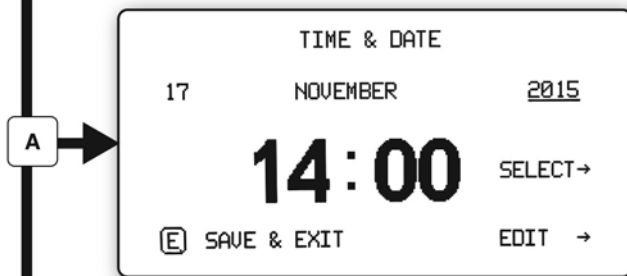 TIME & DATE
17 NOVEMBER 2015
A
14:00
SELECT→
E SAVE & EXIT
EDIT →